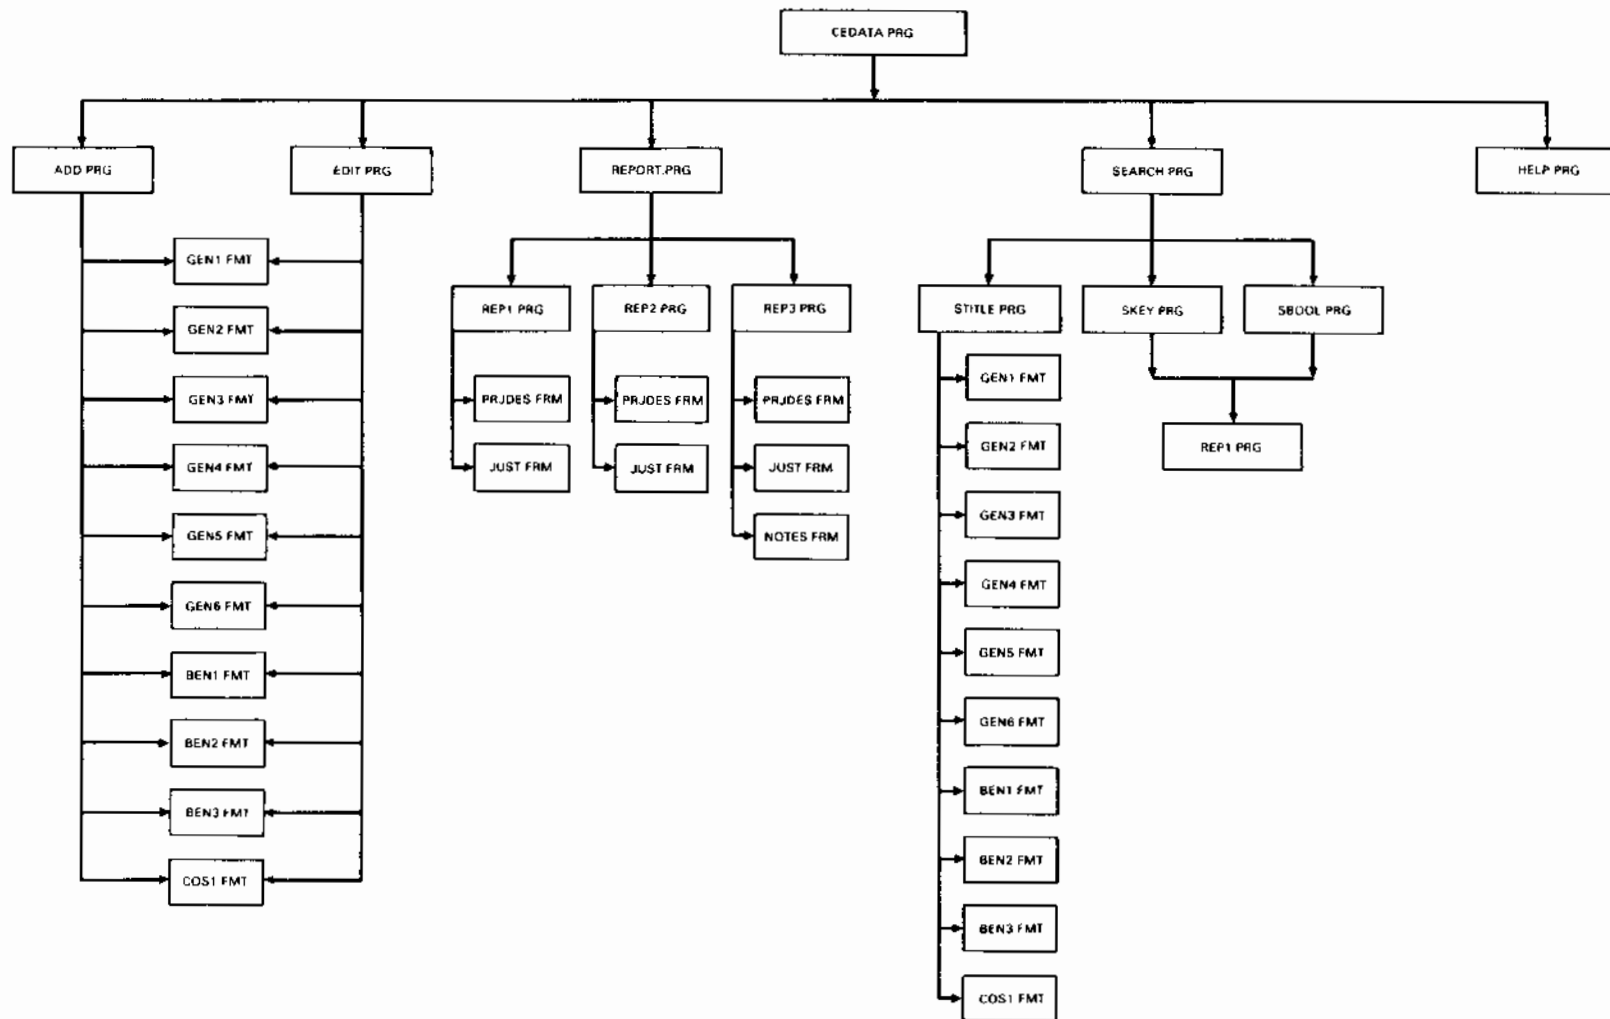 CEDATA PRG
ADD PRG
EDIT PRG
REPORT.PRG
SEARCH PRG
HELP PRG
GEN1 FMT
GEN2 FMT
GEN3 FMT
GEN4 FMT
GEN5 FMT
GEN6 FMT
BEN1 FMT
BEN2 FMT
BEN3 FMT
COS1 FMT
REP1 PRG
REP2 PRG
REP3 PRG
PRJDES FRM
PRJDES FRM
PRJDES FRM
JUST FRM
JUST FRM
JUST FRM
NOTES FRM
STITLE PRG
SKEY PRG
SBOOL PRG
GEN1 FMT
GEN2 FMT
GEN3 FMT
GEN4 FMT
GEN5 FMT
GEN6 FMT
BEN1 FMT
BEN2 FMT
BEN3 FMT
COS1 FMT
REP1 PRG